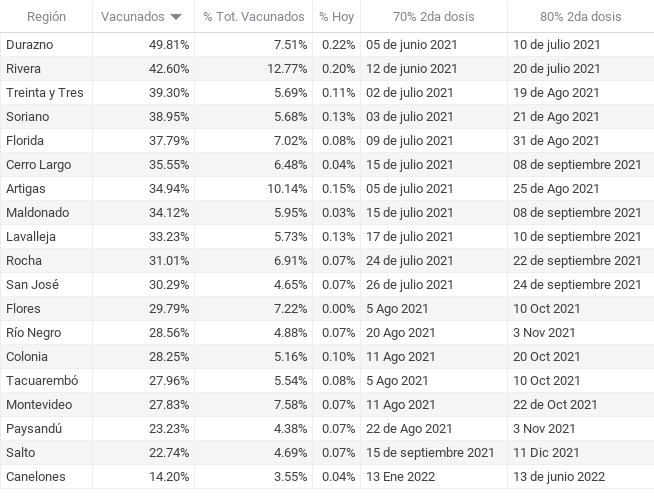 Región Vacunados % Tot. Vacunados % Hoy 70% 2da dosis 80% 2da dosis
Durazno 49.81% 7.51% 0.22% 05 de junio 2021 10 de julio 2021
Rivera 42.60% 12.77% 0.20% 12 de junio 2021 20 de julio 2021
Treinta y Tres 39.30% 5.69% 0.11% 02 de julio 2021 19 de Ago 2021
Soriano 38.95% 5.68% 0.13% 03 de julio 2021 21 de Ago 2021
Florida 37.79% 7.02% 0.08% 09 de julio 2021 31 de Ago 2021
Cerro Largo 35.55% 6.48% 0.04% 15 de julio 2021 08 de septiembre 2021
Artigas 34.94% 10.14% 0.15% 05 de julio 2021 25 de Ago 2021
Maldonado 34.12% 5.95% 0.03% 15 de julio 2021 08 de septiembre 2021
Lavalleja 33.23% 5.73% 0.13% 17 de julio 2021 10 de septiembre 2021
Rocha 31.01% 6.91% 0.07% 24 de julio 2021 22 de septiembre 2021
San José 30.29% 4.65% 0.07% 26 de julio 2021 24 de septiembre 2021
Flores 29.79% 7.22% 0.00% 5 Ago 2021 10 Oct 2021
Río Negro 28.56% 4.88% 0.07% 20 Ago 2021 3 Nov 2021
Colonia 28.25% 5.16% 0.10% 11 Ago 2021 20 Oct 2021
Tacuarembó 27.96% 5.54% 0.08% 5 Ago 2021 10 Oct 2021
Montevideo 27.83% 7.58% 0.07% 11 Ago 2021 22 de Oct 2021
Paysandú 23.23% 4.38% 0.07% 22 de Ago 2021 3 Nov 2021
Salto 22.74% 4.69% 0.07% 15 de septiembre 2021 11 Dic 2021
Canelones 14.20% 3.55% 0.04% 13 Ene 2022 13 de junio 2022